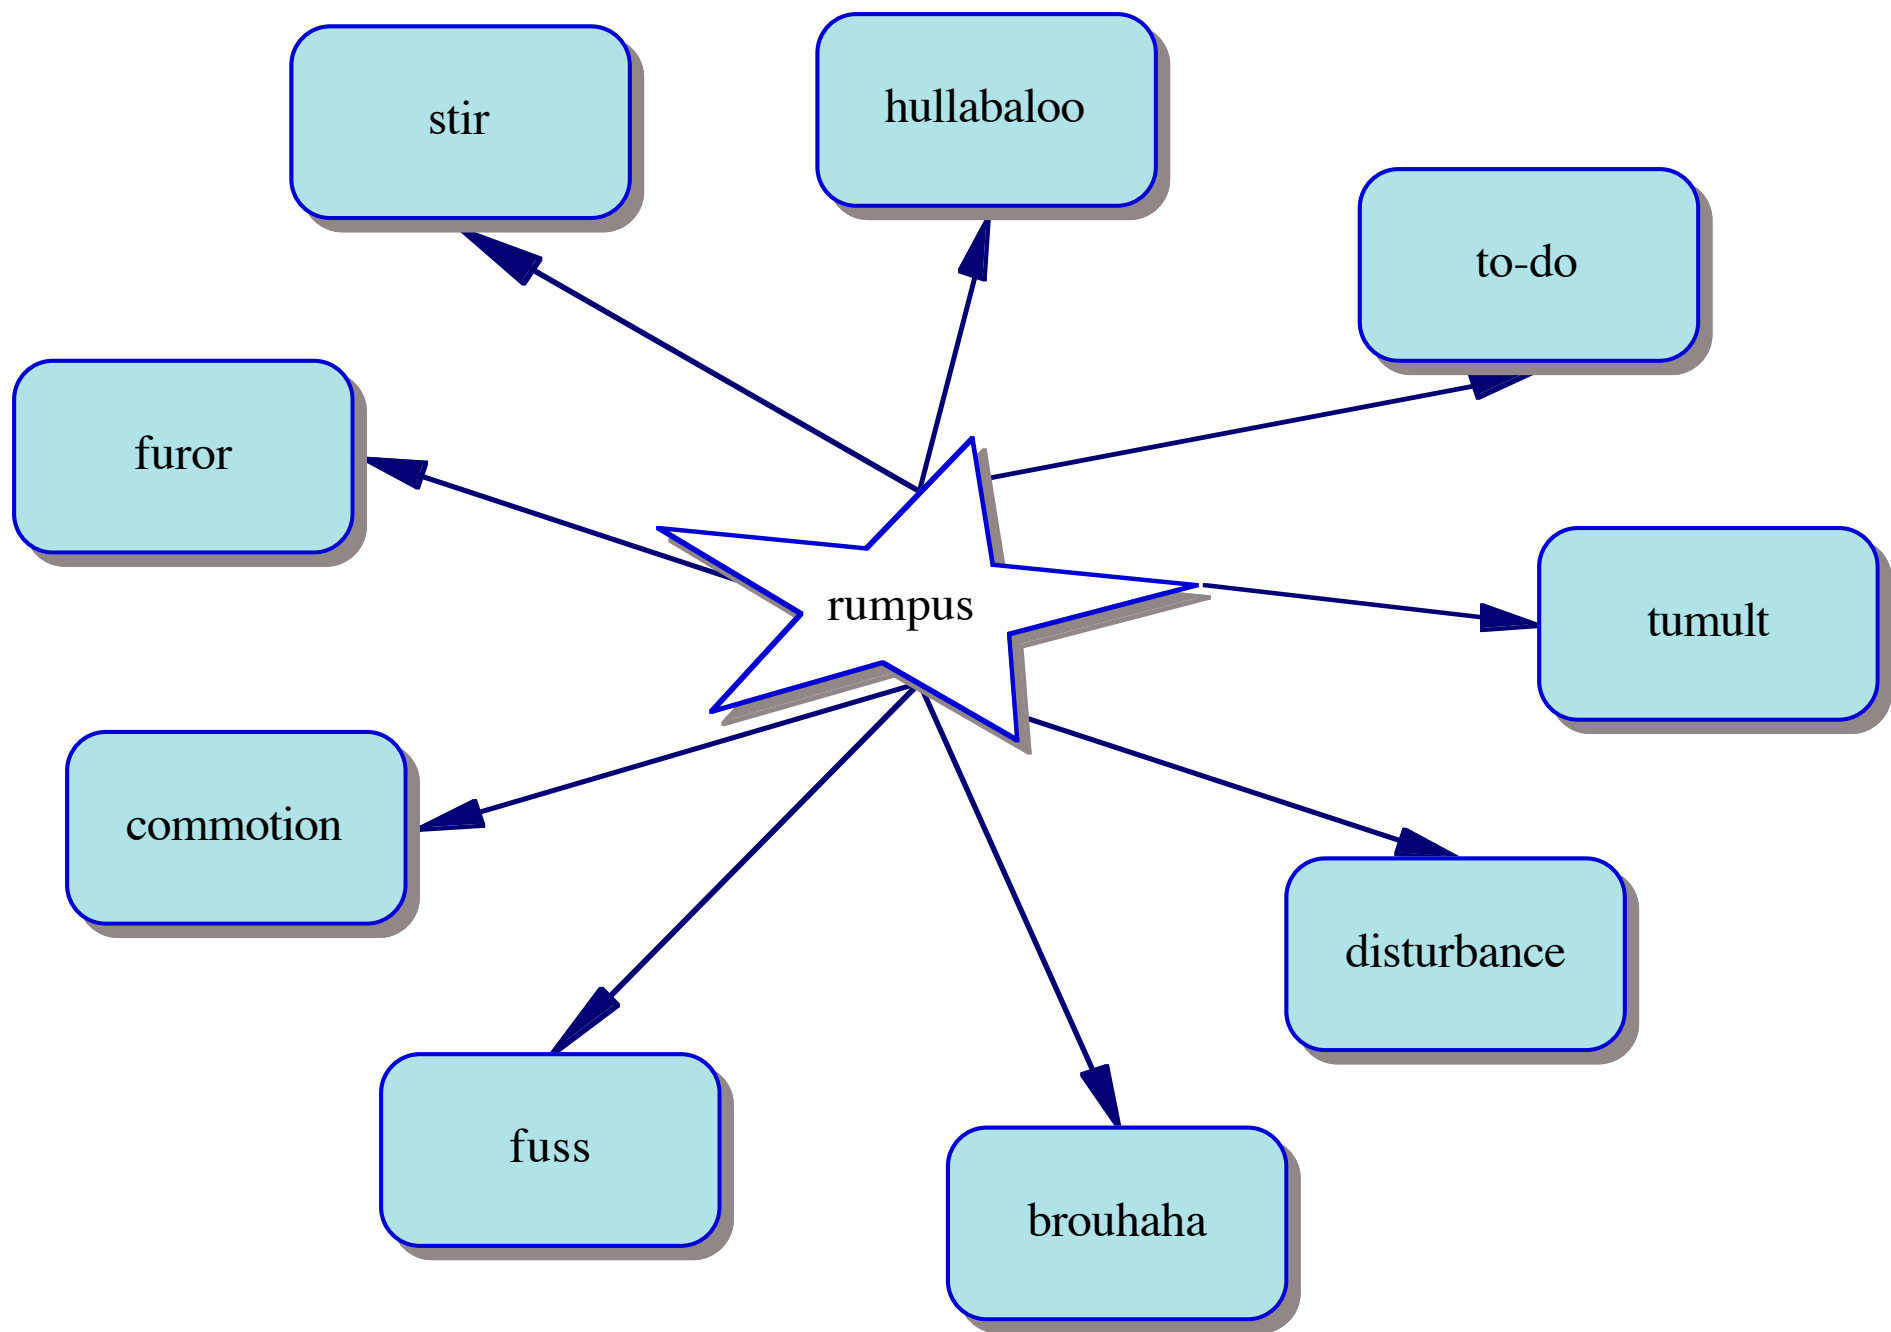 stir
hullabaloo
to-do
furor
rumpus
tumult
commotion
disturbance
fuss
brouhaha